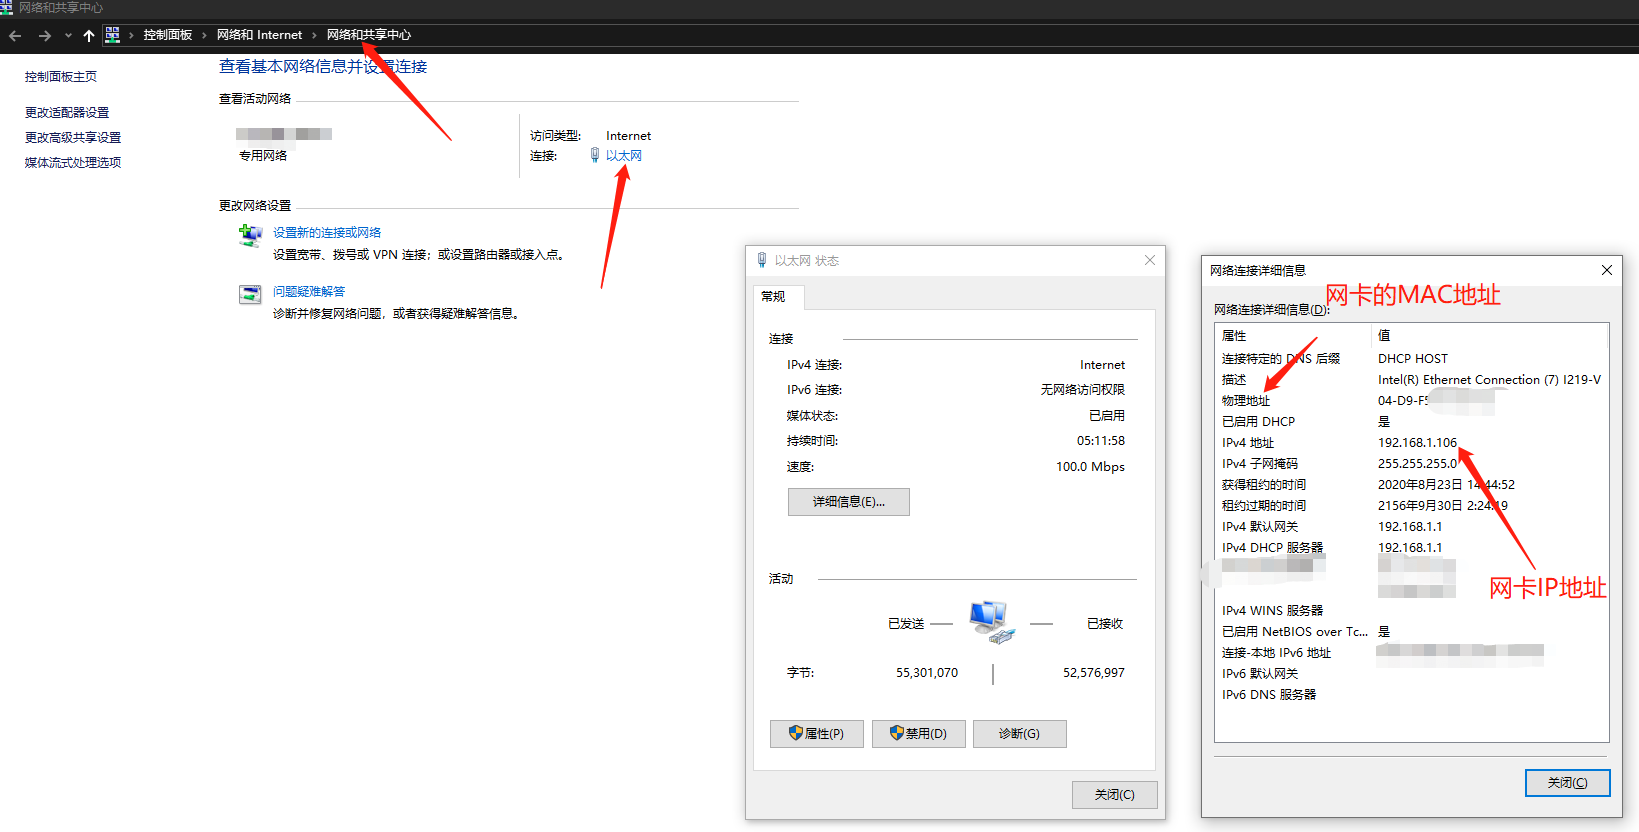 网络和共享中心
控制面板 › 网络和 Internet › 网络和共享中心
控制面板主页
更改适配器设置
更改高级共享设置
媒体流式处理选项
查看基本网络信息并设置连接
查看活动网络
专用网络
访问类型: Internet
连接: 以太网
更改网络设置
设置新的连接或网络
设置宽带、拨号或 VPN 连接；或设置路由器或接入点。
问题疑难解答
诊断并修复网络问题，或者获得疑难解答信息。
以太网 状态
常规
连接
IPv4 连接: Internet
IPv6 连接: 无网络访问权限
媒体状态: 已启用
持续时间: 05:11:58
速度: 100.0 Mbps
详细信息(E)...
活动
已发送 — — 已接收
字节: 55,301,070 52,576,997
属性(P) 禁用(D) 诊断(G)
关闭(C)
网络连接详细信息
网卡的MAC地址
网络连接详细信息(D):
属性 值
连接特定的 DNS 后缀 DHCP HOST
描述 Intel(R) Ethernet Connection (7) I219-V
物理地址 04-D9-F5
已启用 DHCP 是
IPv4 地址 192.168.1.106
IPv4 子网掩码 255.255.255.0
获得租约的时间 2020年8月23日 14:44:52
租约过期的时间 2156年9月30日 2:24:19
IPv4 默认网关 192.168.1.1
IPv4 DHCP 服务器 192.168.1.1
网卡IP地址
IPv4 WINS 服务器
已启用 NetBIOS over Tc... 是
连接-本地 IPv6 地址
IPv6 默认网关
IPv6 DNS 服务器
关闭(C)